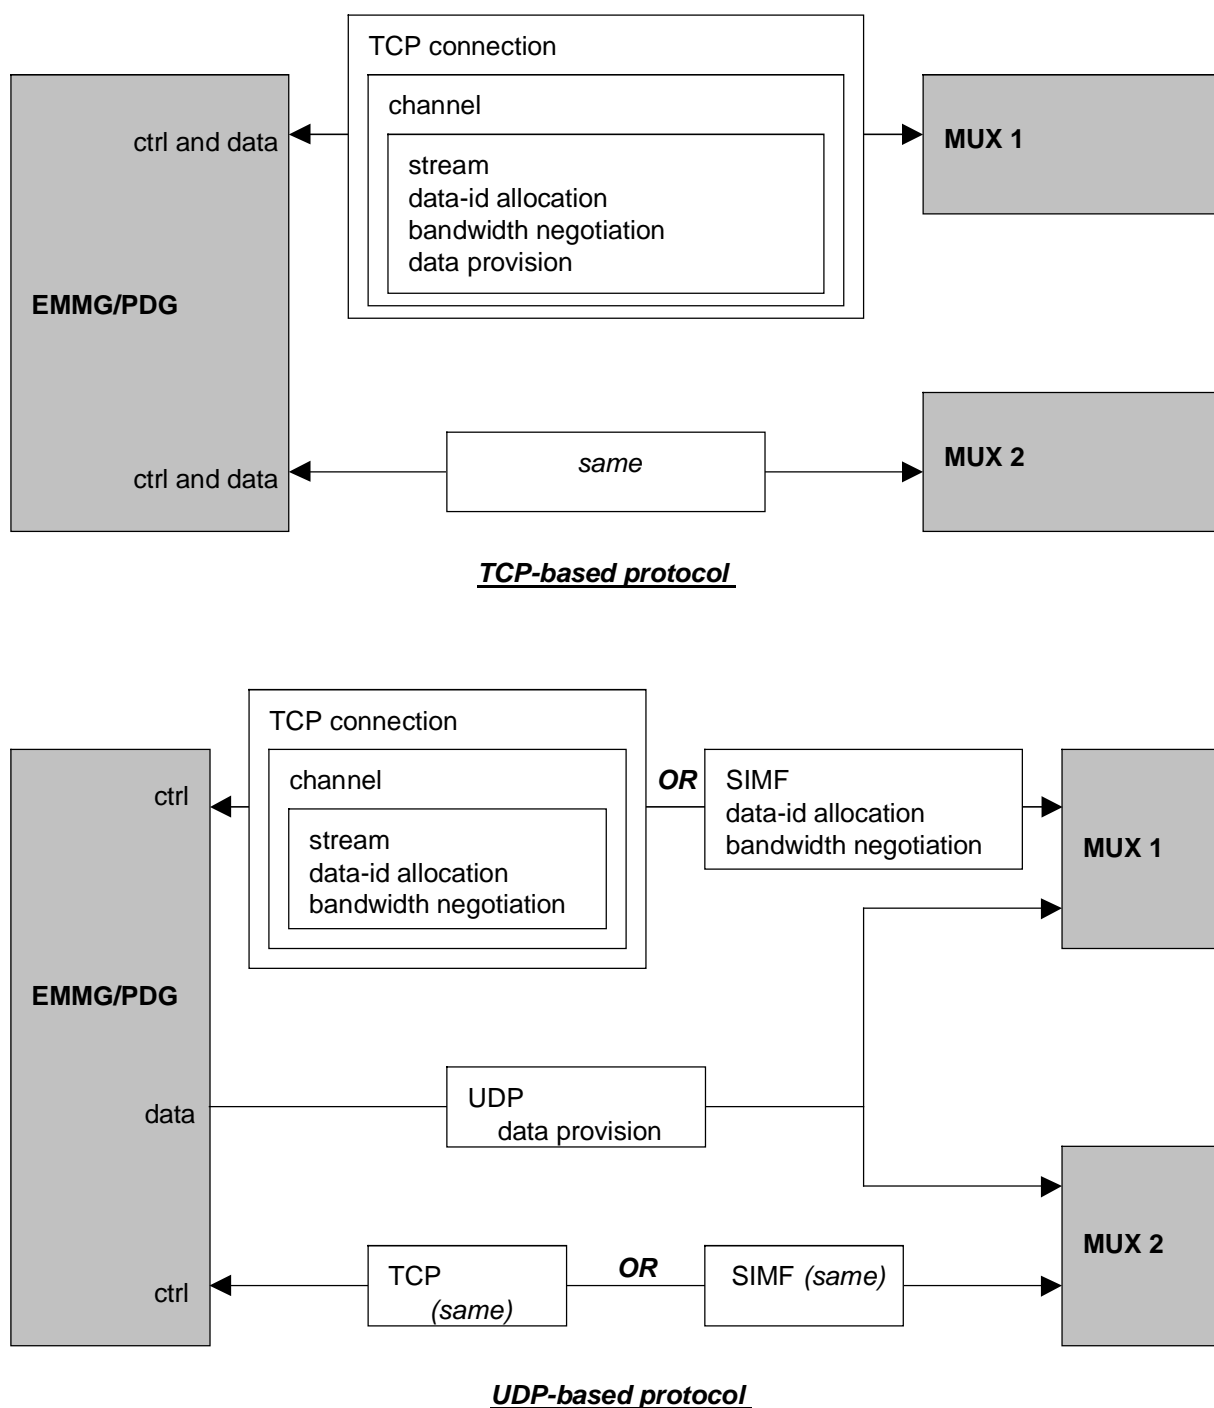 TCP connection
channel
ctrl and data
MUX 1
stream
data-id allocation
bandwidth negotiation
data provision
EMMG/PDG
same
MUX 2
ctrl and data
TCP-based protocol
TCP connection
channel
OR
SIMF
ctrl
data-id allocation
bandwidth negotiation
stream
data-id allocation
bandwidth negotiation
MUX 1
EMMG/PDG
UDP
data
data provision
MUX 2
OR
TCP
SIMF (same)
ctrl
(same)
UDP-based protocol